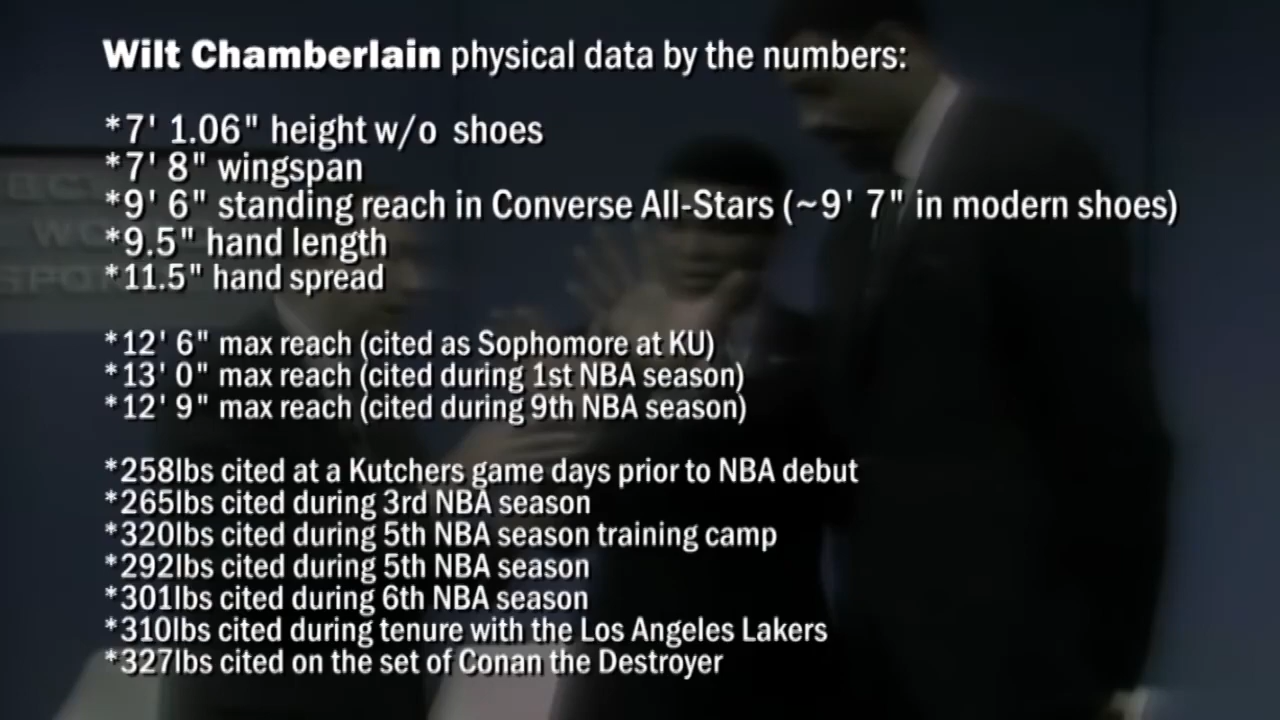 Wilt Chamberlain physical data by the numbers:
*7' 1.06" height w/o shoes
*7' 8" wingspan
*9' 6" standing reach in Converse All-Stars (~9' 7" in modern shoes)
*9.5" hand length
*11.5" hand spread
*12' 6" max reach (cited as Sophomore at KU)
*13' 0" max reach (cited during 1st NBA season)
*12' 9" max reach (cited during 9th NBA season)
*258lbs cited at a Kutchers game days prior to NBA debut
*265lbs cited during 3rd NBA season
*320lbs cited during 5th NBA season training camp
*292lbs cited during 5th NBA season
*301lbs cited during 6th NBA season
*310lbs cited during tenure with the Los Angeles Lakers
*327lbs cited on the set of Conan the Destroyer